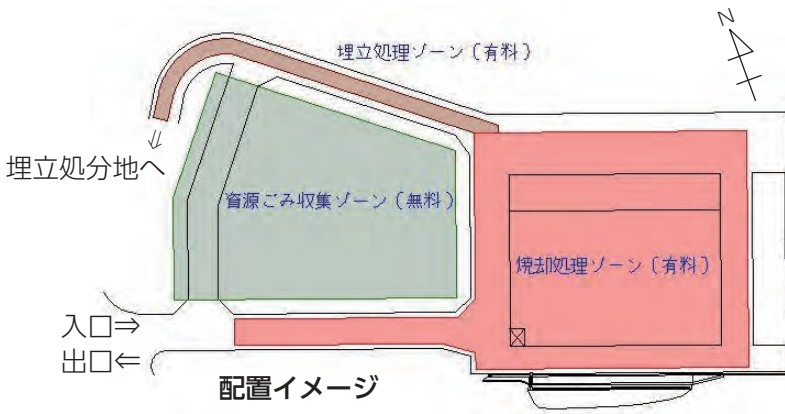 N
埋立処理ゾーン(有料)
⇓
埋立処分地へ
資源ごみ収集ゾーン(無料)
焼却処理ゾーン(有料)
入口⇒
出口⇐
配置イメージ